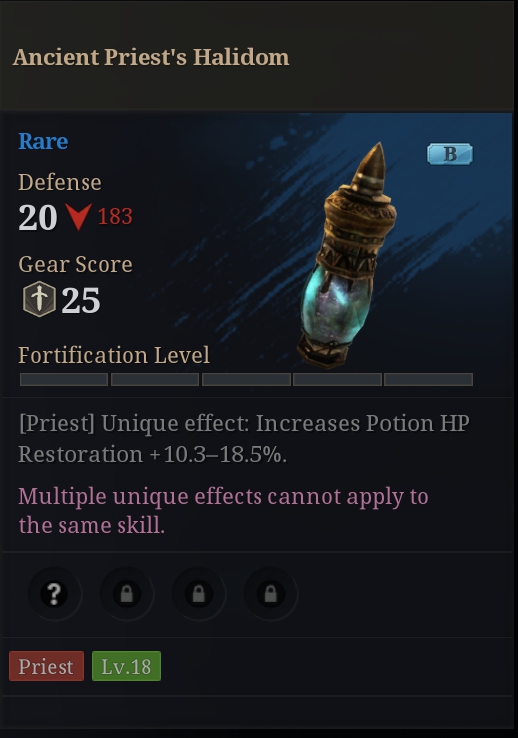 Ancient Priest's Halidom
Rare
B
Defense
20 183
Gear Score
25
Fortification Level
[Priest] Unique effect: Increases Potion HP
Restoration +10.3–18.5%.
Multiple unique effects cannot apply to
the same skill.
?
Priest Lv.18